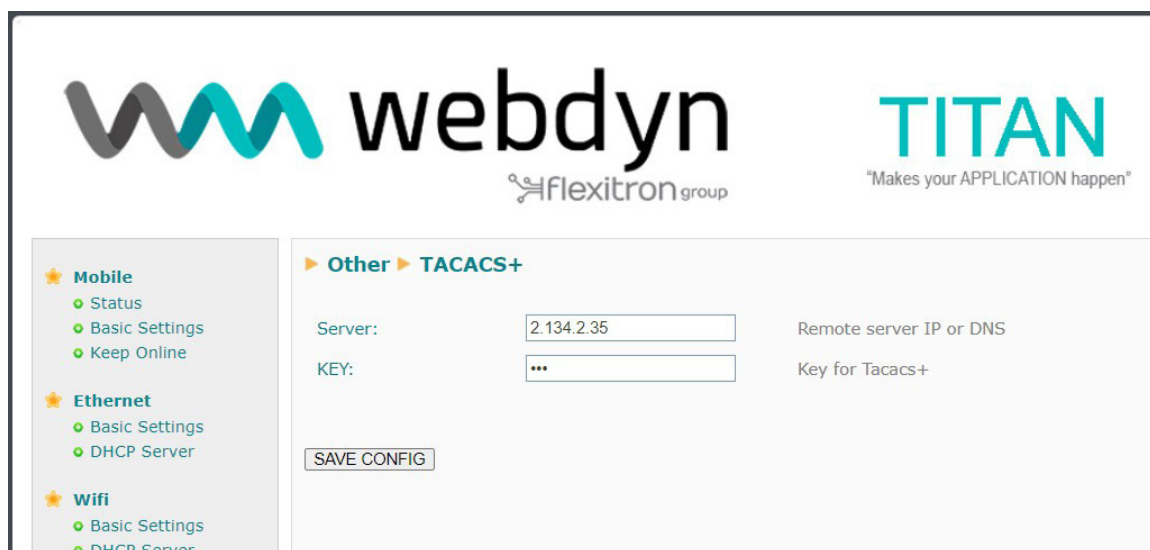 webdyn
flexitron group
TITAN
"Makes your APPLICATION happen"
Mobile
Status
Basic Settings
Keep Online
Ethernet
Basic Settings
DHCP Server
Wifi
Basic Settings
DHCP Server
Other TACACS+
Server: 2.134.2.35 Remote server IP or DNS
KEY: ••• Key for Tacacs+
SAVE CONFIG